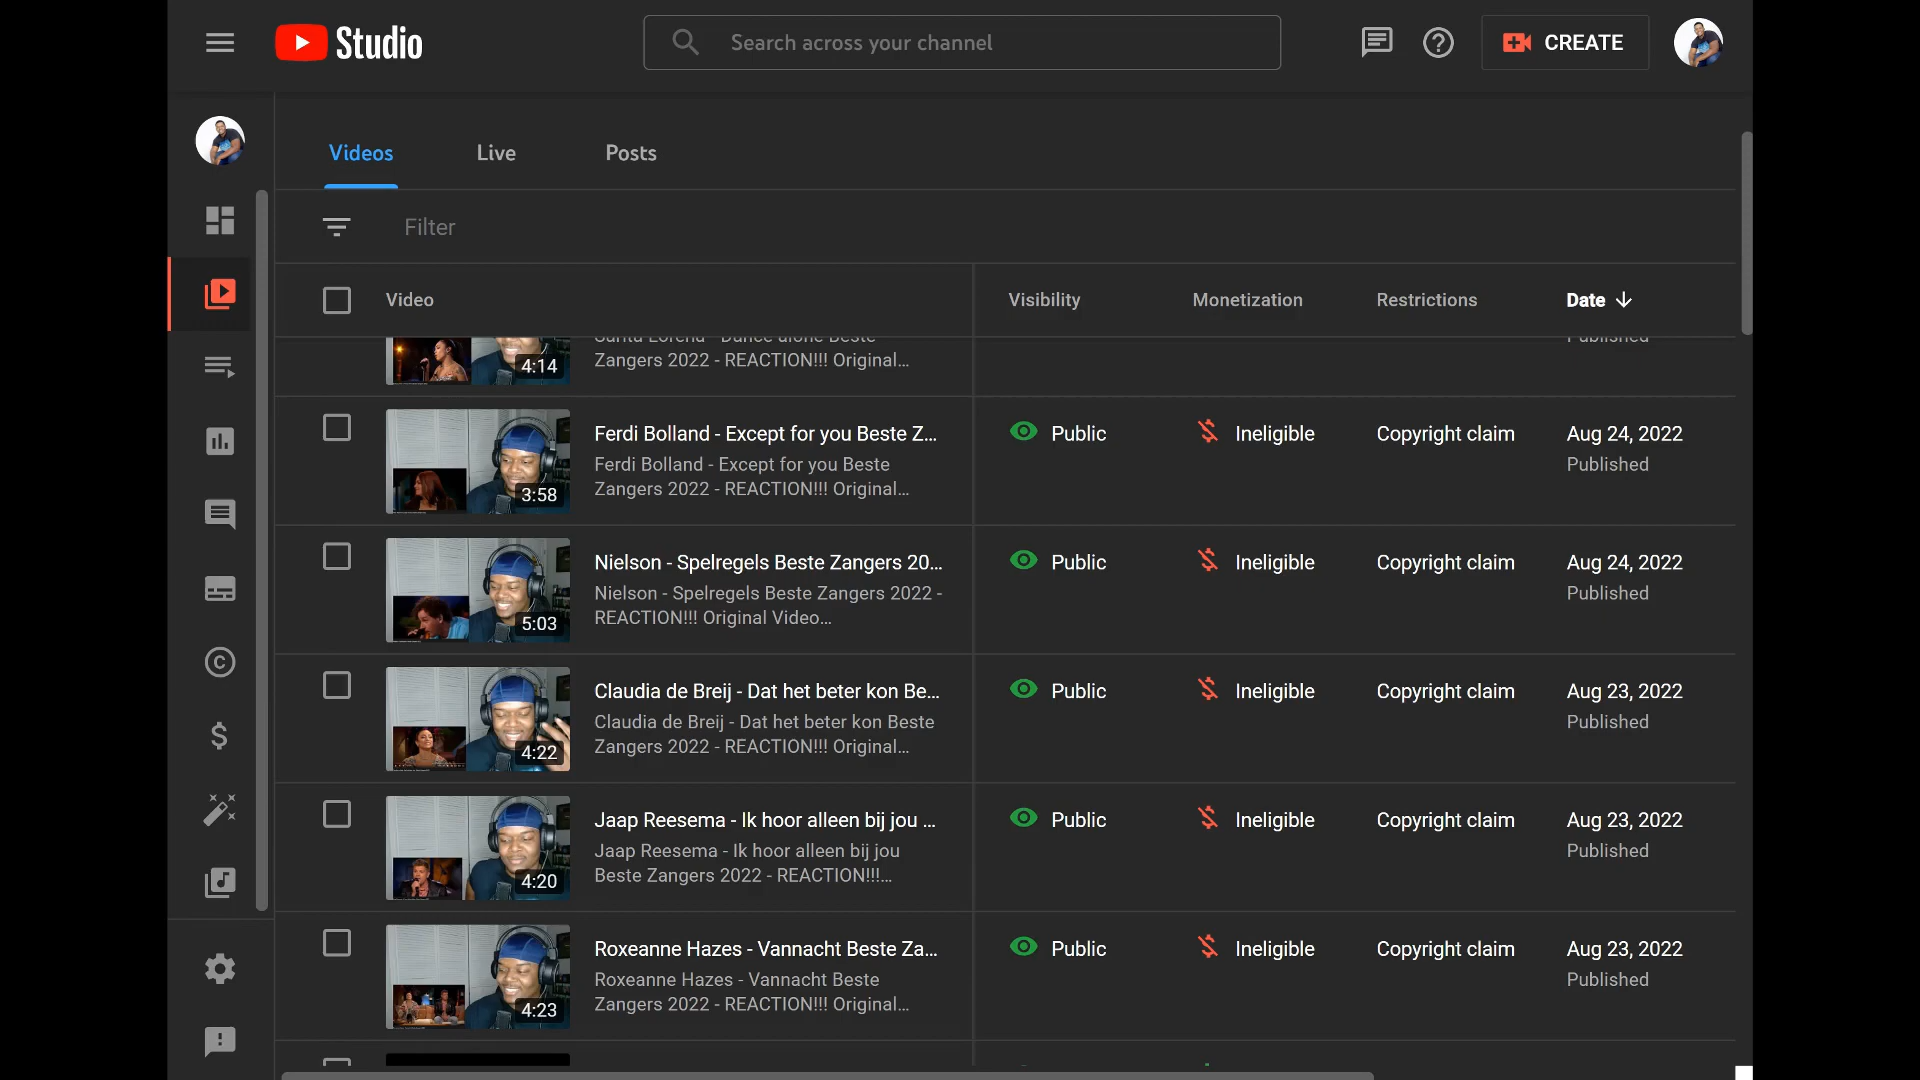 Studio
Search across your channel
CREATE
Videos
Live
Posts
Filter
Video
Visibility
Monetization
Restrictions
Date
4:14
Zangers 2022 - REACTION!!! Original...
Published
3:58
Ferdi Bolland - Except for you Beste Z...
Ferdi Bolland - Except for you Beste
Zangers 2022 - REACTION!!! Original...
Public
Ineligible
Copyright claim
Aug 24, 2022
Published
5:03
Nielson - Spelregels Beste Zangers 20...
Nielson - Spelregels Beste Zangers 2022 -
REACTION!!! Original Video...
Public
Ineligible
Copyright claim
Aug 24, 2022
Published
4:22
Claudia de Breij - Dat het beter kon Be...
Claudia de Breij - Dat het beter kon Beste
Zangers 2022 - REACTION!!! Original...
Public
Ineligible
Copyright claim
Aug 23, 2022
Published
4:20
Jaap Reesema - Ik hoor alleen bij jou ...
Jaap Reesema - Ik hoor alleen bij jou
Beste Zangers 2022 - REACTION!!!...
Public
Ineligible
Copyright claim
Aug 23, 2022
Published
4:23
Roxeanne Hazes - Vannacht Beste Za...
Roxeanne Hazes - Vannacht Beste
Zangers 2022 - REACTION!!! Original...
Public
Ineligible
Copyright claim
Aug 23, 2022
Published